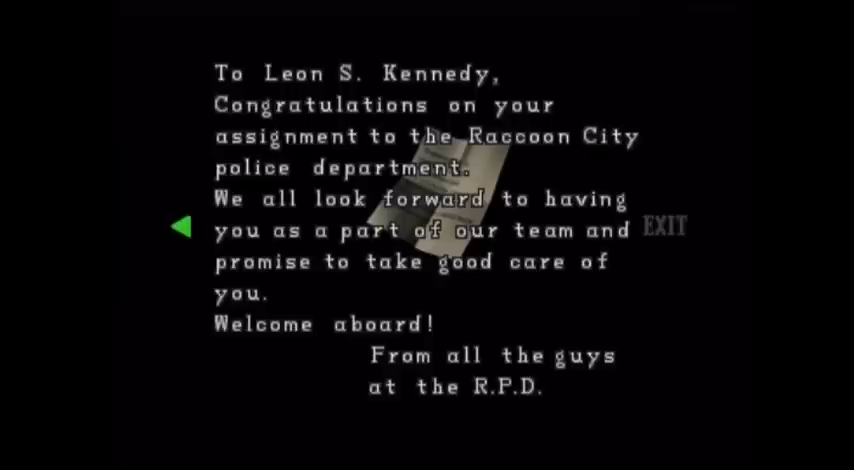 To Leon S. Kennedy,
Congratulations on your
assignment to the Raccoon City
police department.
We all look forward to having
you as a part of our team and
EXIT
promise to take good care of
you.
Welcome aboard!
From all the guys
at the R.P.D.